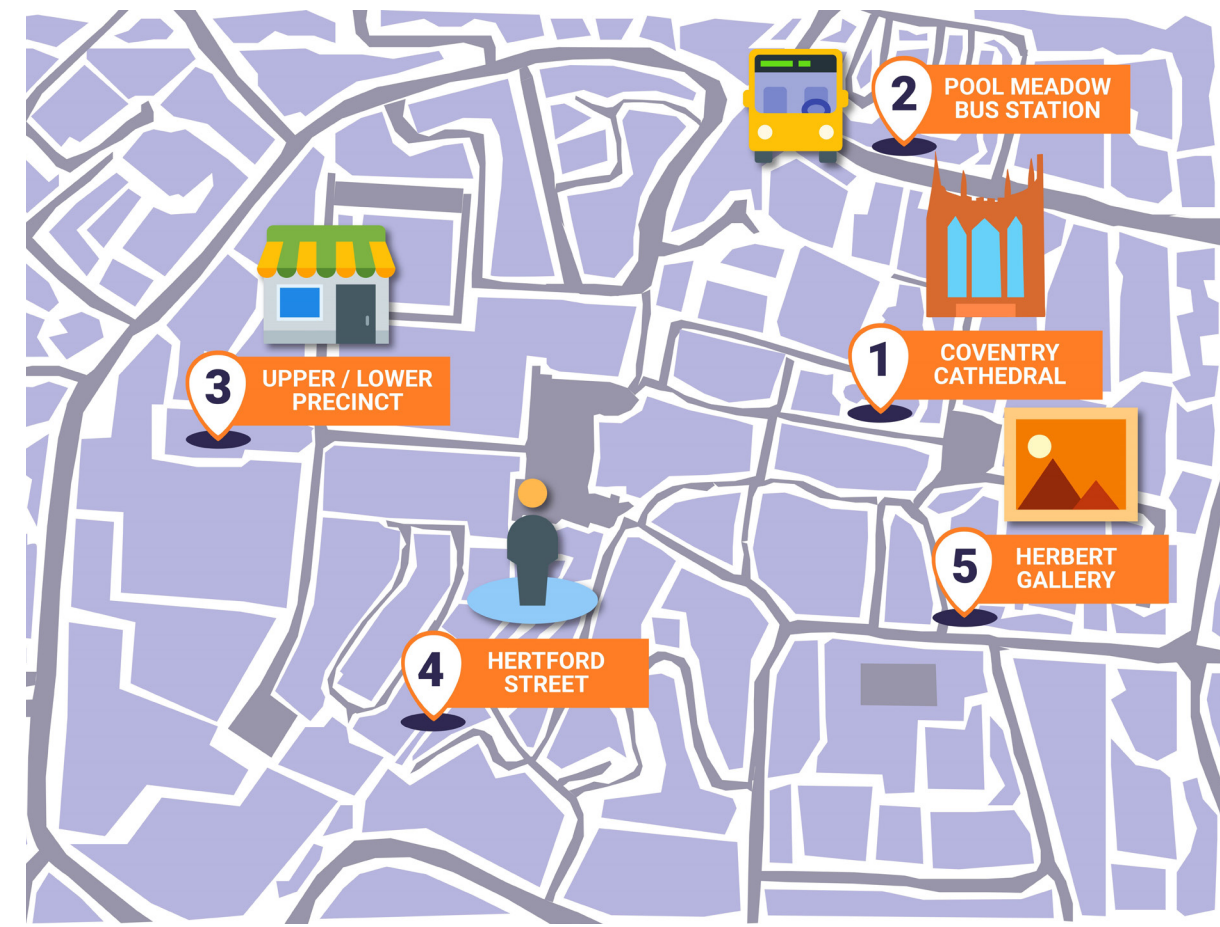 2
POOL MEADOW
BUS STATION
1
COVENTRY
CATHEDRAL
3
UPPER / LOWER
PRECINCT
5
HERBERT
GALLERY
4
HERTFORD
STREET